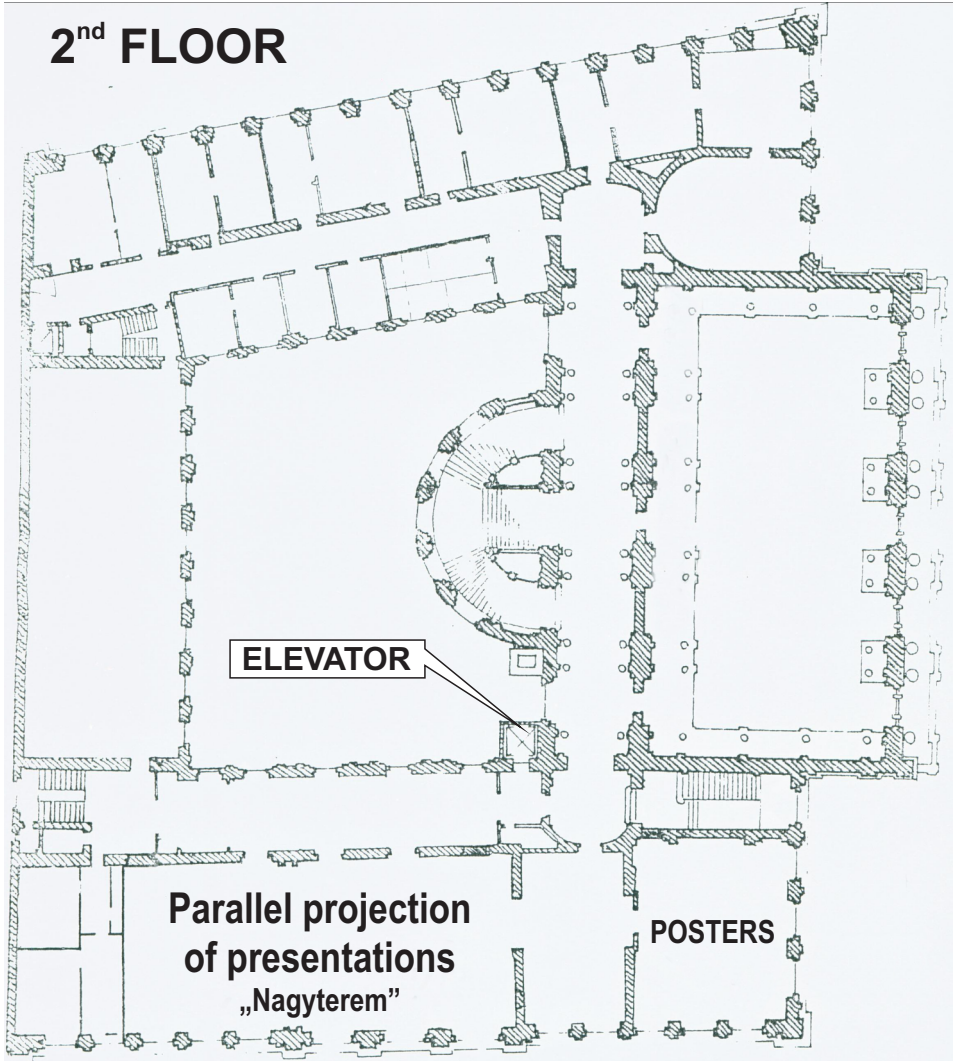 2nd FLOOR
ELEVATOR
Parallel projection
of presentations
„Nagyterem”
POSTERS